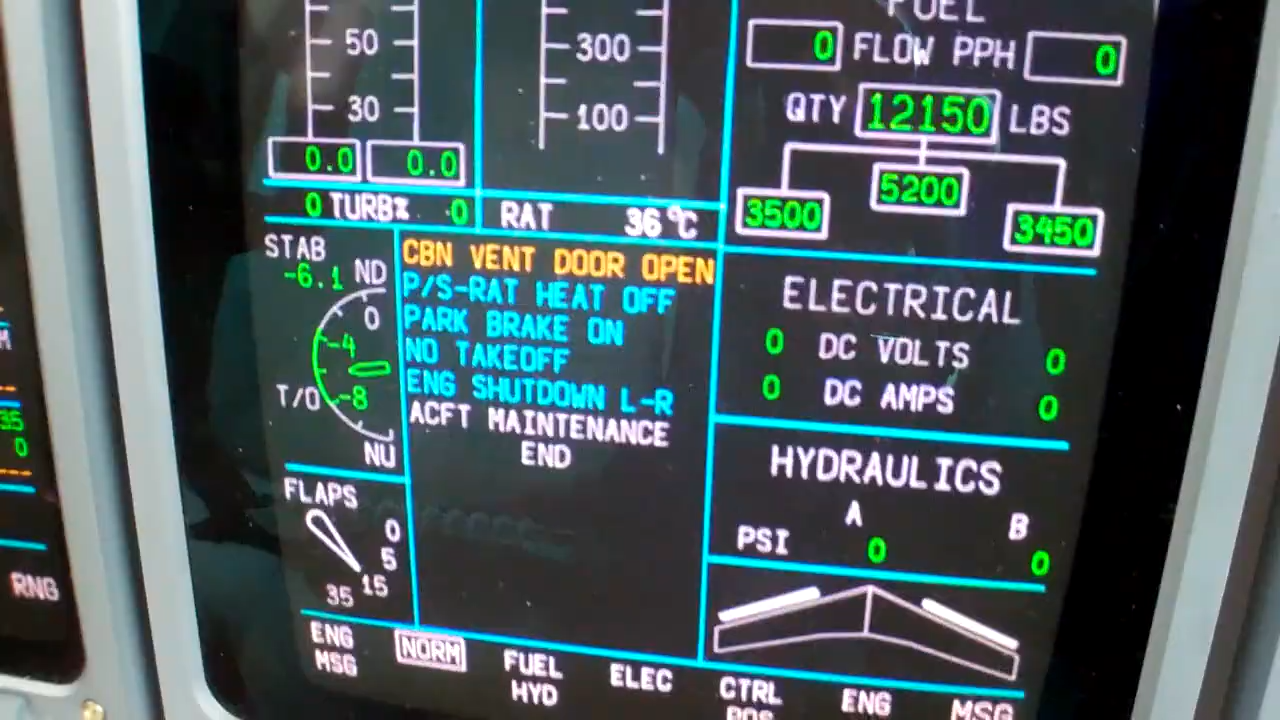 FUEL
50
300
0 FLOW PPH 0
30
100
QTY 12150 LBS
0.0 0.0
5200
3500
3450
0 TURB% 0
RAT 36°C
STAB
-6.1 ND
0
-4
T/O -8
NU
CBN VENT DOOR OPEN
P/S-RAT HEAT OFF
PARK BRAKE ON
NO TAKEOFF
ENG SHUTDOWN L-R
ACFT MAINTENANCE
END
ELECTRICAL
0 DC VOLTS 0
0 DC AMPS 0
HYDRAULICS
A B
PSI 0 0
FLAPS
0
5
15
35
35
0
RNG
ENG
MSG
NORM
FUEL
HYD
ELEC
CTRL
POS
ENG
MSG